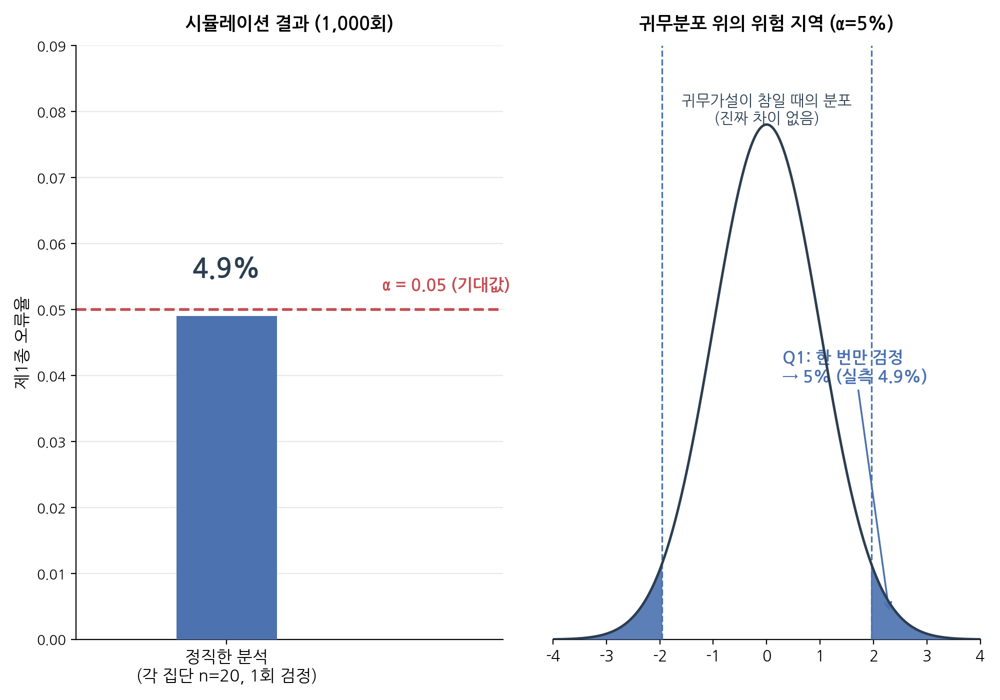 시뮬레이션 결과 (1,000회)
0.09
0.08
0.07
0.06
0.05
0.04
0.03
0.02
0.01
0.00
제1종 오류율
4.9%
α = 0.05 (기대값)
정직한 분석
(각 집단 n=20, 1회 검정)
귀무분포 위의 위험 지역 (α=5%)
귀무가설이 참일 때의 분포
(진짜 차이 없음)
Q1: 한 번만 검정
→ 5% (실측 4.9%)
-4 -3 -2 -1 0 1 2 3 4